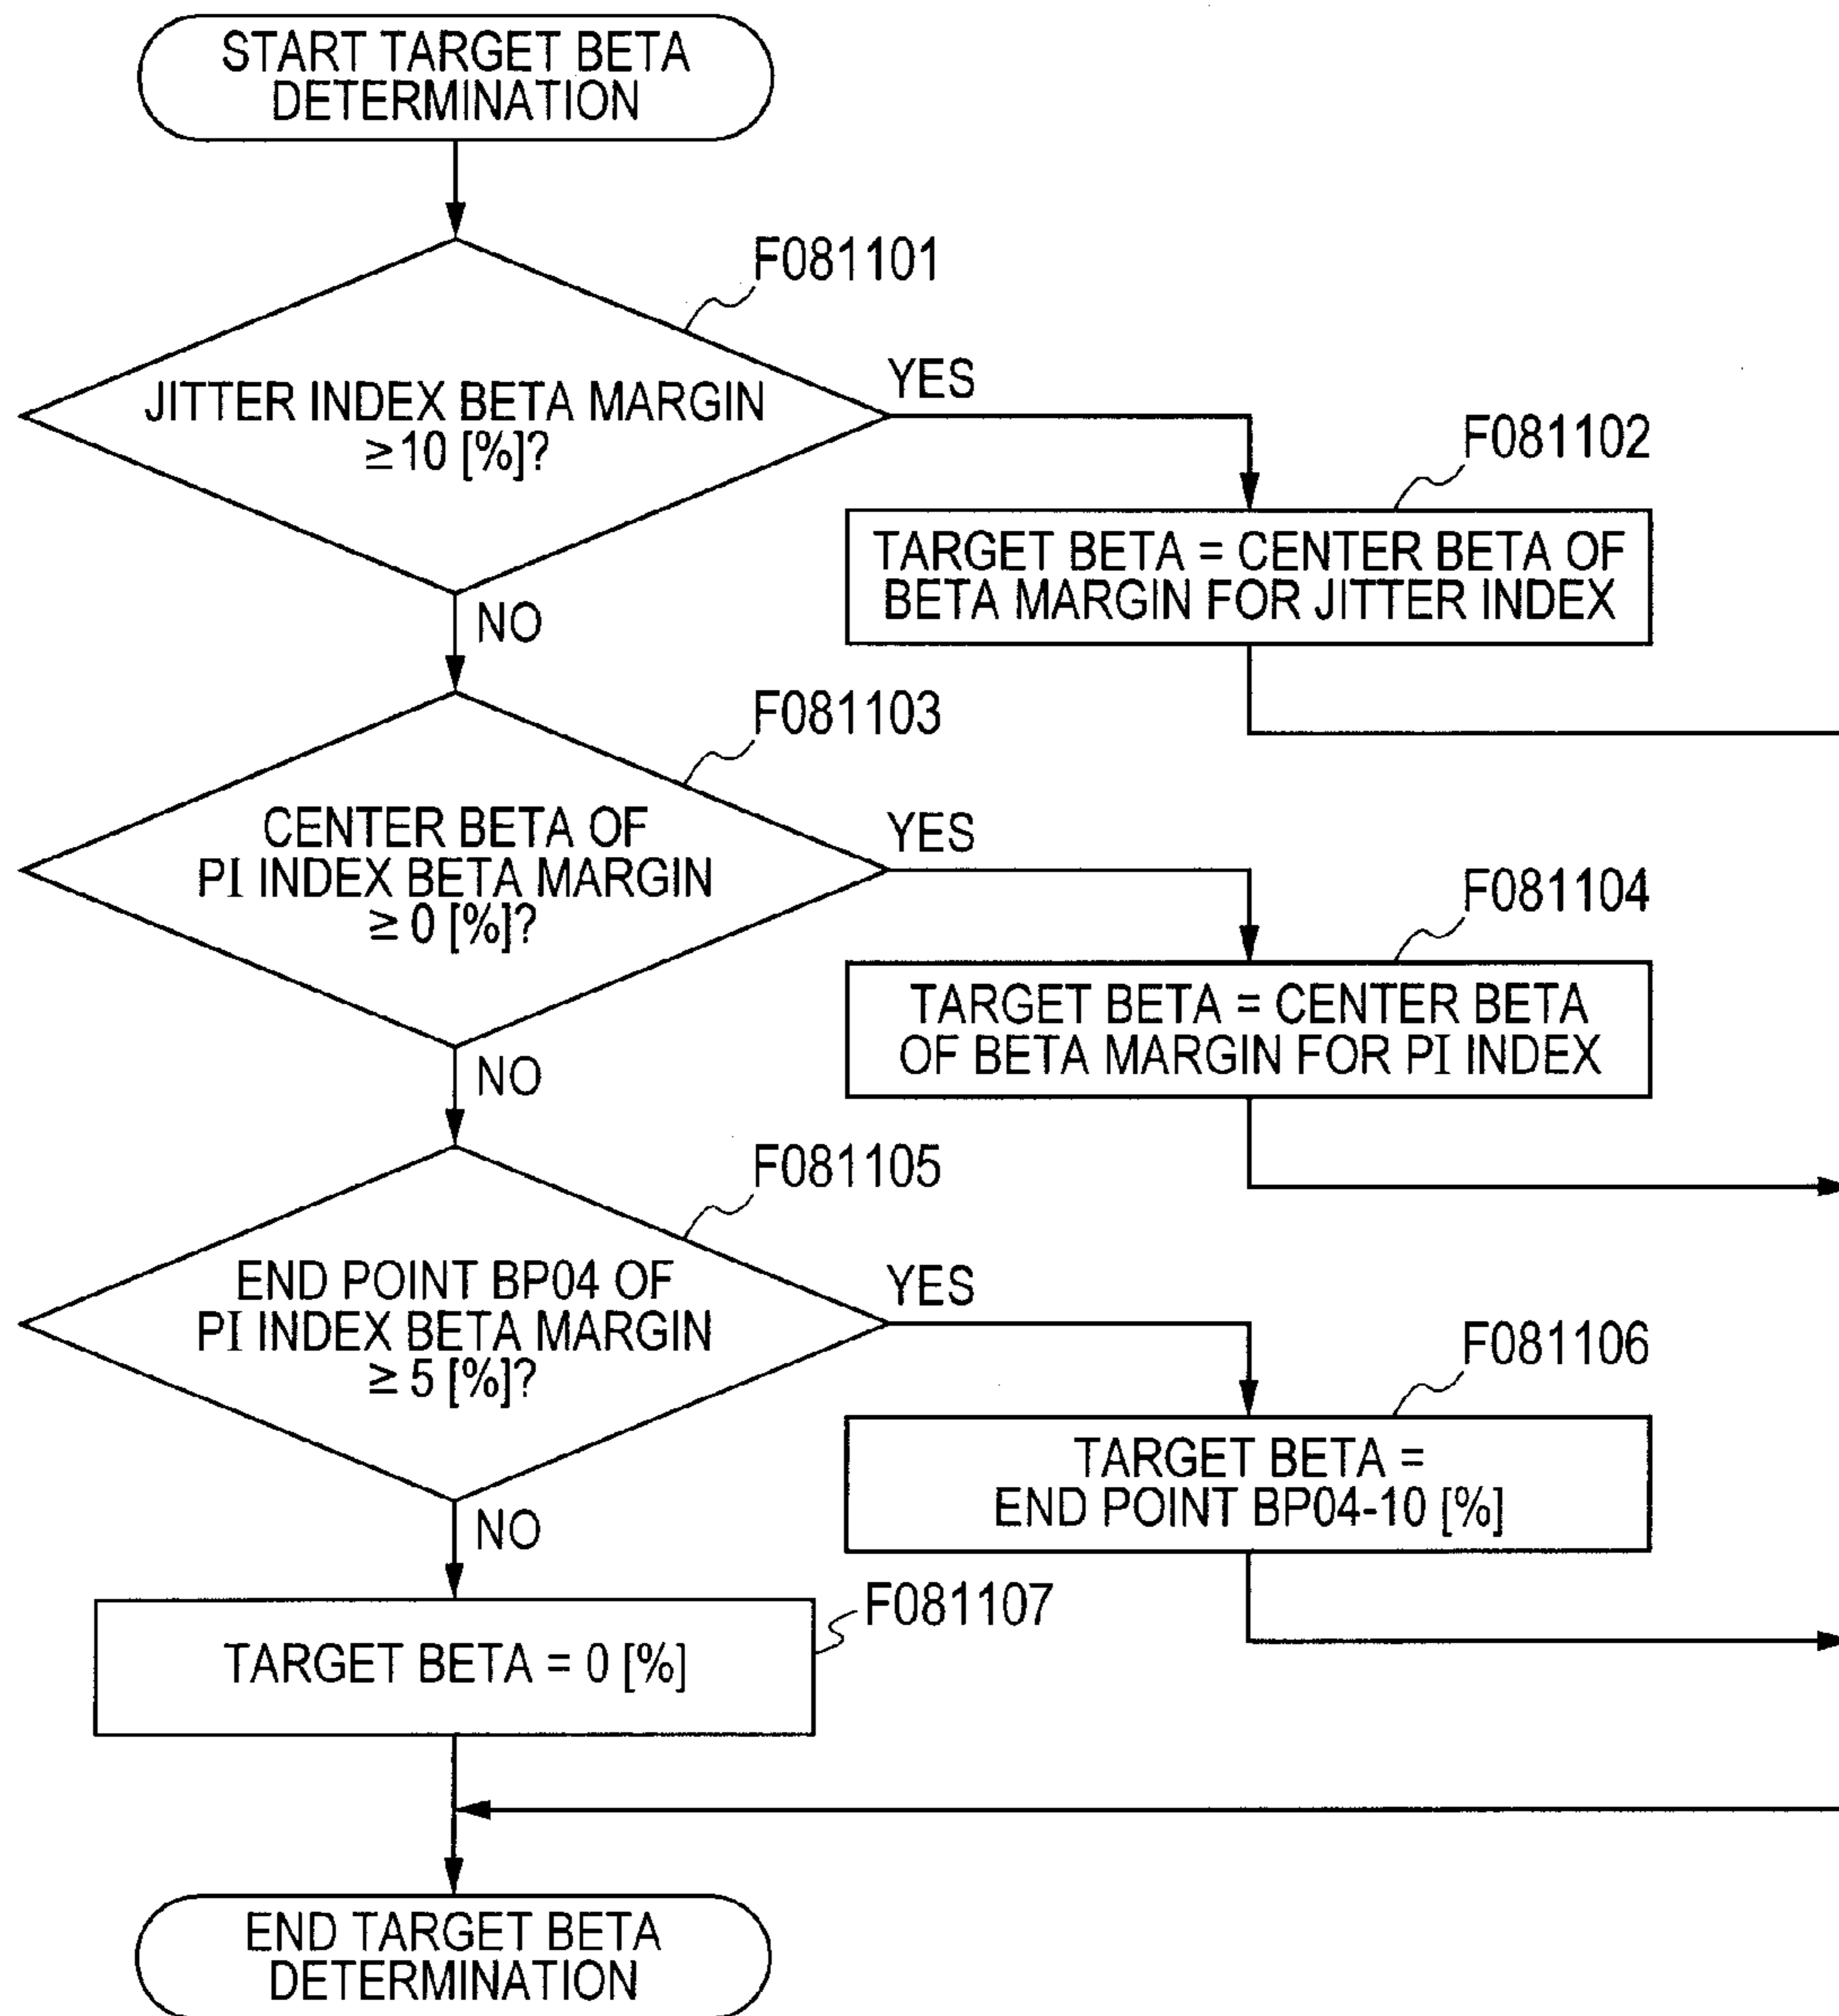 START TARGET BETA
DETERMINATION
F081101
JITTER INDEX BETA MARGIN
≥10 [%]?
YES
F081102
TARGET BETA = CENTER BETA OF
BETA MARGIN FOR JITTER INDEX
NO
F081103
CENTER BETA OF
PI INDEX BETA MARGIN
≥ 0 [%]?
YES
F081104
TARGET BETA = CENTER BETA
OF BETA MARGIN FOR PI INDEX
NO
F081105
END POINT BP04 OF
PI INDEX BETA MARGIN
≥ 5 [%]?
YES
F081106
TARGET BETA =
END POINT BP04-10 [%]
NO
F081107
TARGET BETA = 0 [%]
END TARGET BETA
DETERMINATION